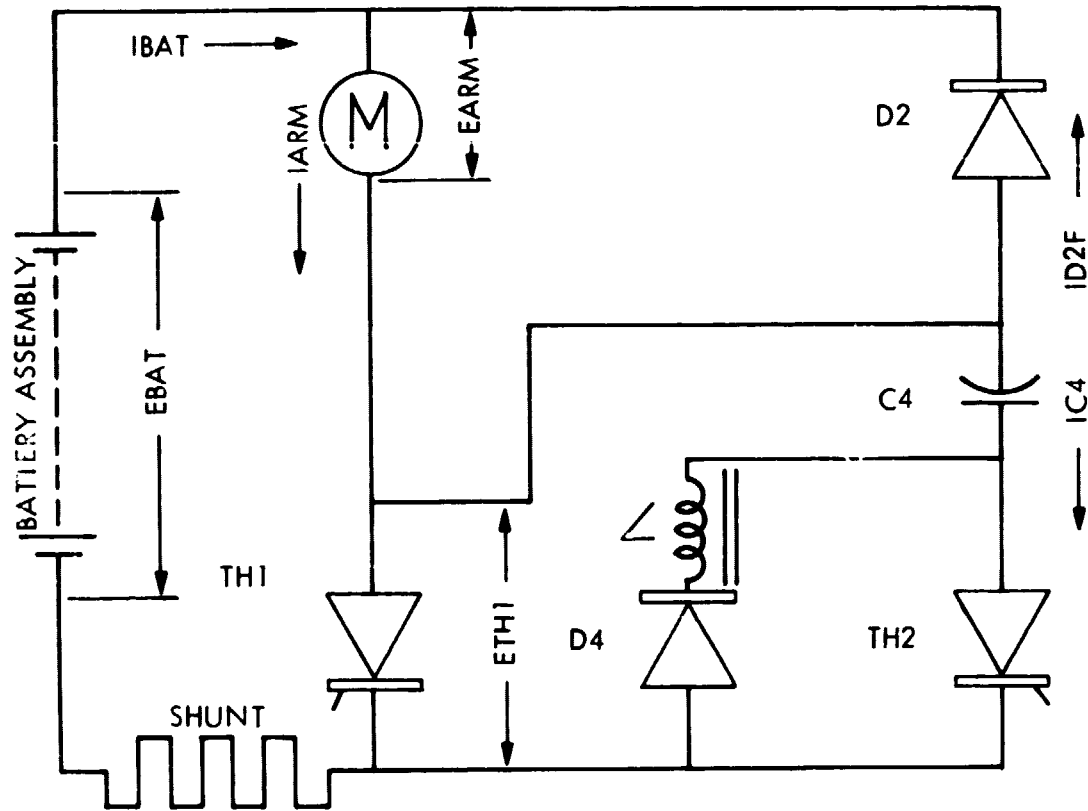 IBAT
M
EARM
IARM
D2
ID2F
BATTERY ASSEMBLY
EBAT
C4
IC4
L
TH1
ETH1
D4
TH2
SHUNT